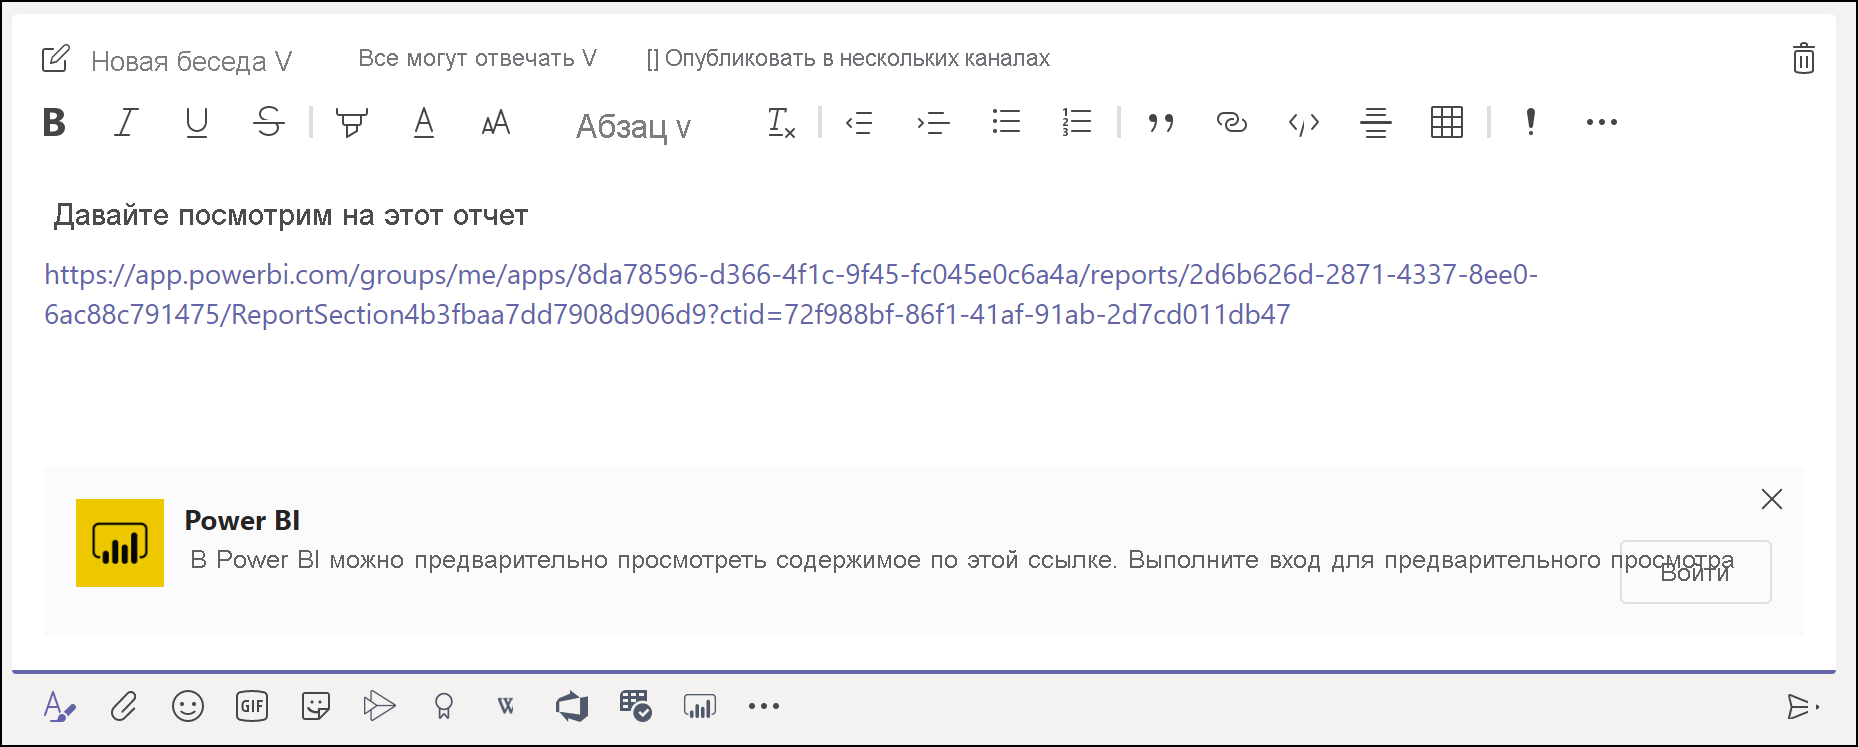 Новая беседа V Все могут отвечать V [] Опубликовать в нескольких каналах
B I U S A AA Абзац v
Давайте посмотрим на этот отчет
https://app.powerbi.com/groups/me/apps/8da78596-d366-4f1c-9f45-fc045e0c6a4a/reports/2d6b626d-2871-4337-8ee0-
6ac88c791475/ReportSection4b3fbaa7dd7908d906d9?ctid=72f988bf-86f1-41af-91ab-2d7cd011db47
Power BI
В Power BI можно предварительно просмотреть содержимое по этой ссылке. Выполните вход для предварительного просмотра
Войти
GIF